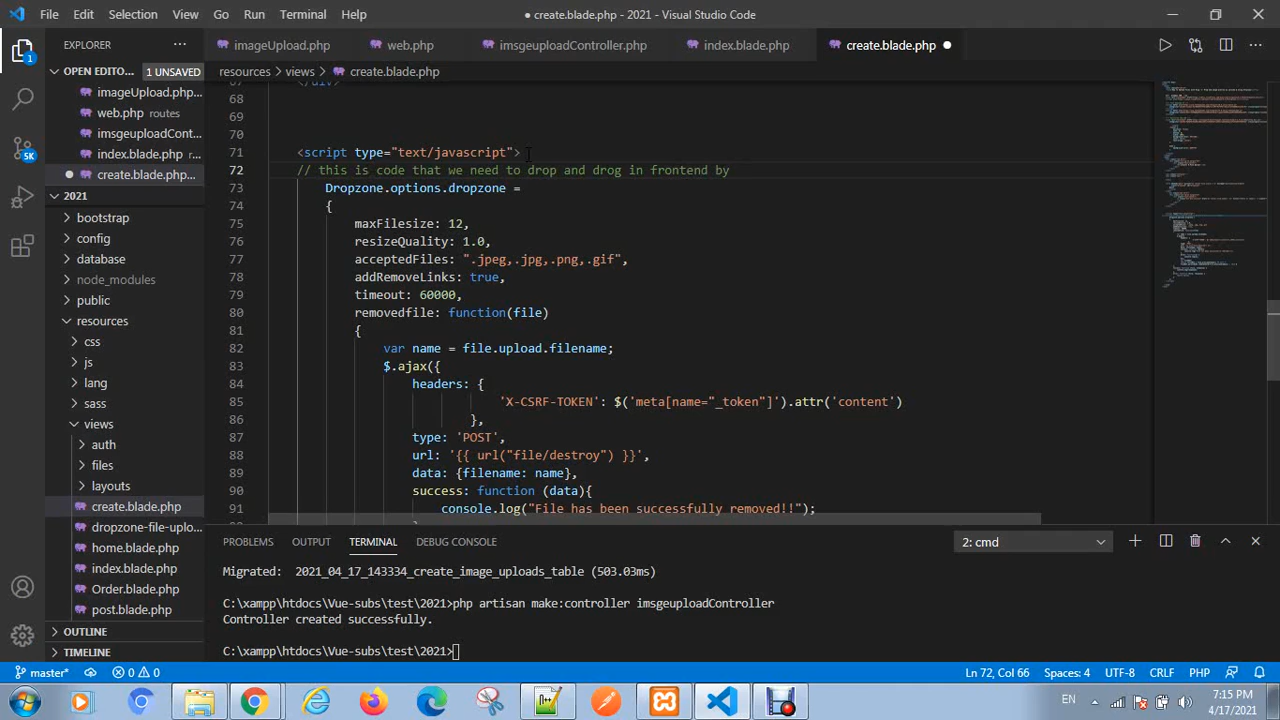 File Edit Selection View Go Run Terminal Help
● create.blade.php - 2021 - Visual Studio Code
EXPLORER
imageUpload.php
web.php
imsgeuploadController.php
index.blade.php
create.blade.php
OPEN EDITO... 1 UNSAVED
resources > views > create.blade.php
imageUpload.php...
web.php routes
imsgeuploadCont...
index.blade.php ...
create.blade.php...
2021
bootstrap
config
database
node_modules
public
resources
css
js
lang
sass
views
auth
files
layouts
create.blade.php
dropzone-file-uplo...
home.blade.php
index.blade.php
Order.blade.php
post.blade.php
OUTLINE
TIMELINE
67 </div>
68
69
70
71 <script type="text/javascript">
72 // this is code that we neet to drop and drog in frontend by
73 Dropzone.options.dropzone =
74 {
75 maxFilesize: 12,
76 resizeQuality: 1.0,
77 acceptedFiles: ".jpeg,.jpg,.png,.gif",
78 addRemoveLinks: true,
79 timeout: 60000,
80 removedfile: function(file)
81 {
82 var name = file.upload.filename;
83 $.ajax({
84 headers: {
85 'X-CSRF-TOKEN': $('meta[name="_token"]').attr('content')
86 },
87 type: 'POST',
88 url: '{{ url("file/destroy") }}',
89 data: {filename: name},
90 success: function (data){
91 console.log("File has been successfully removed!!");
PROBLEMS OUTPUT TERMINAL DEBUG CONSOLE
2: cmd
Migrated: 2021_04_17_143334_create_image_uploads_table (503.03ms)
C:\xampp\htdocs\Vue-subs\test\2021>php artisan make:controller imsgeuploadController
Controller created successfully.
C:\xampp\htdocs\Vue-subs\test\2021>
master* 0 0
Ln 72, Col 66 Spaces: 4 UTF-8 CRLF PHP
EN
7:15 PM
4/17/2021